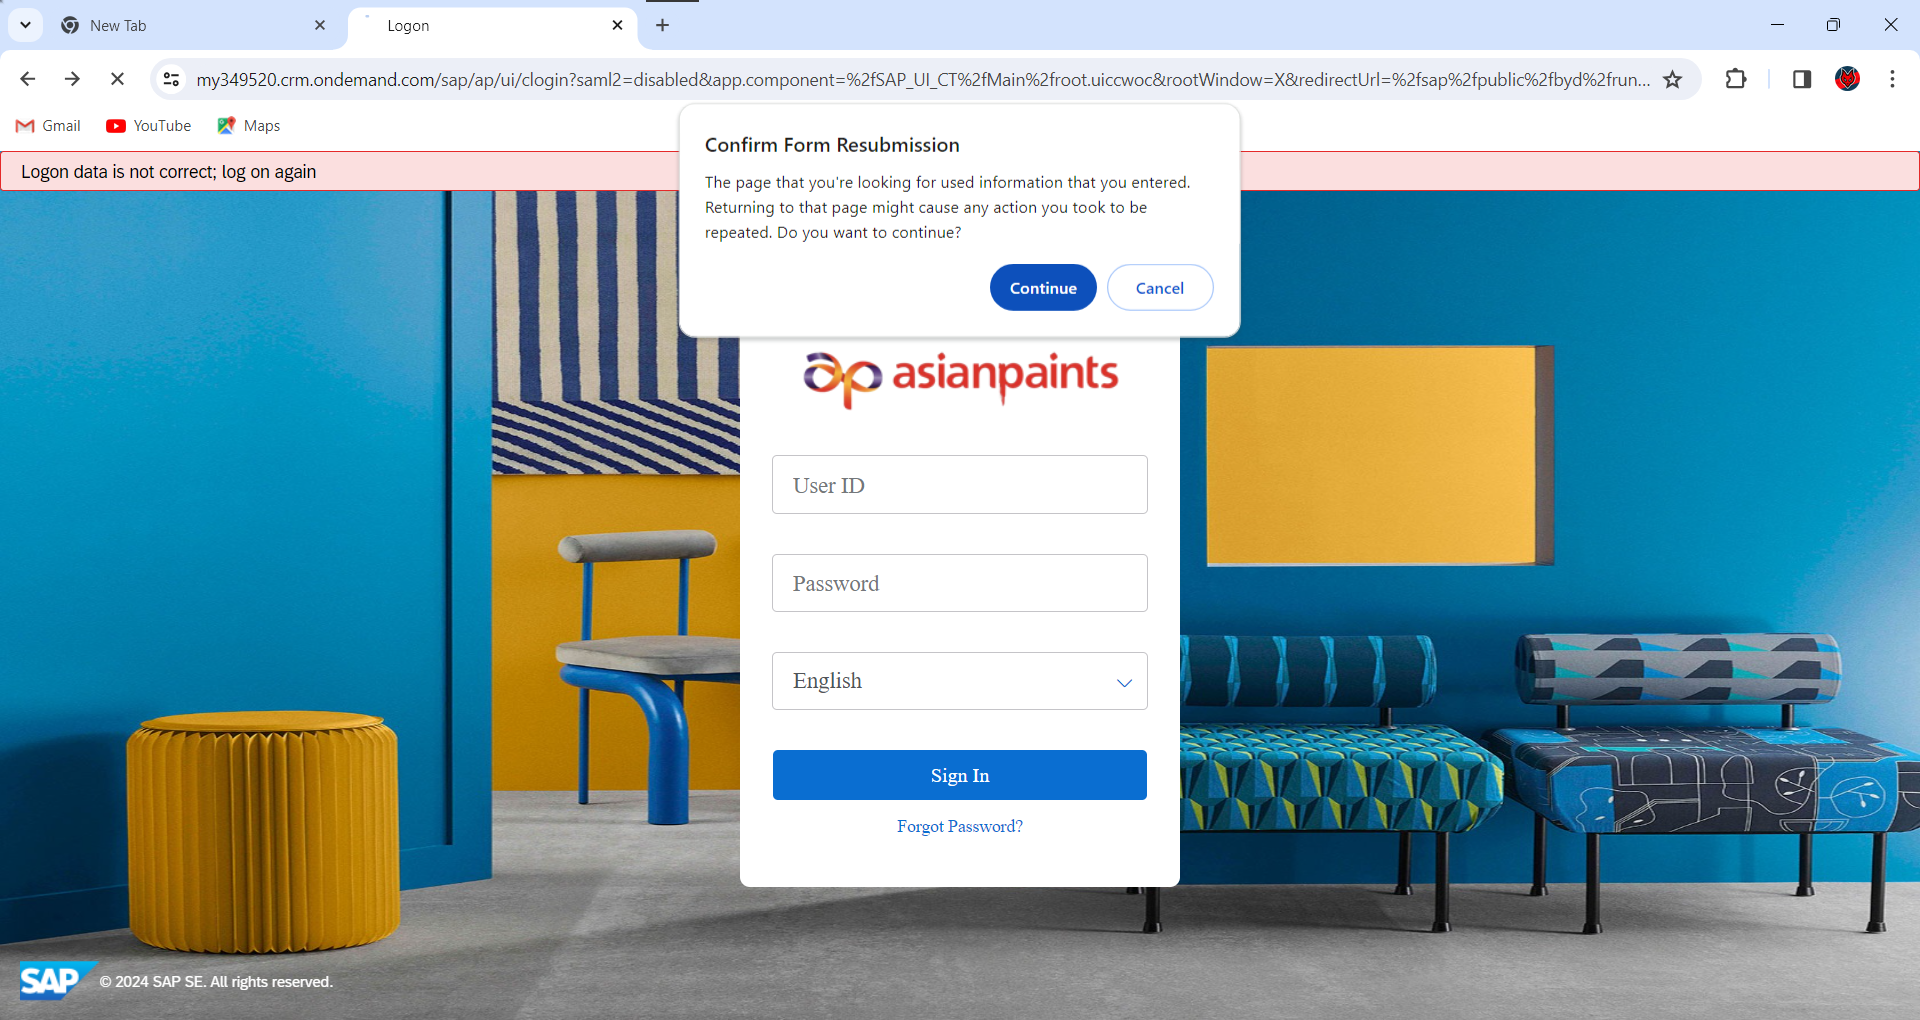 New Tab
Logon
my349520.crm.ondemand.com/sap/ap/ui/clogin?saml2=disabled&app.component=%2fSAP_UI_CT%2fMain%2froot.uiccwoc&rootWindow=X&redirectUrl=%2fsap%2fpublic%2fbyd%2frun...
Gmail
YouTube
Maps
Confirm Form Resubmission
The page that you're looking for used information that you entered.
Returning to that page might cause any action you took to be
repeated. Do you want to continue?
Continue
Cancel
Logon data is not correct; log on again
ap asianpaints
User ID
Password
English
Sign In
Forgot Password?
SAP © 2024 SAP SE. All rights reserved.